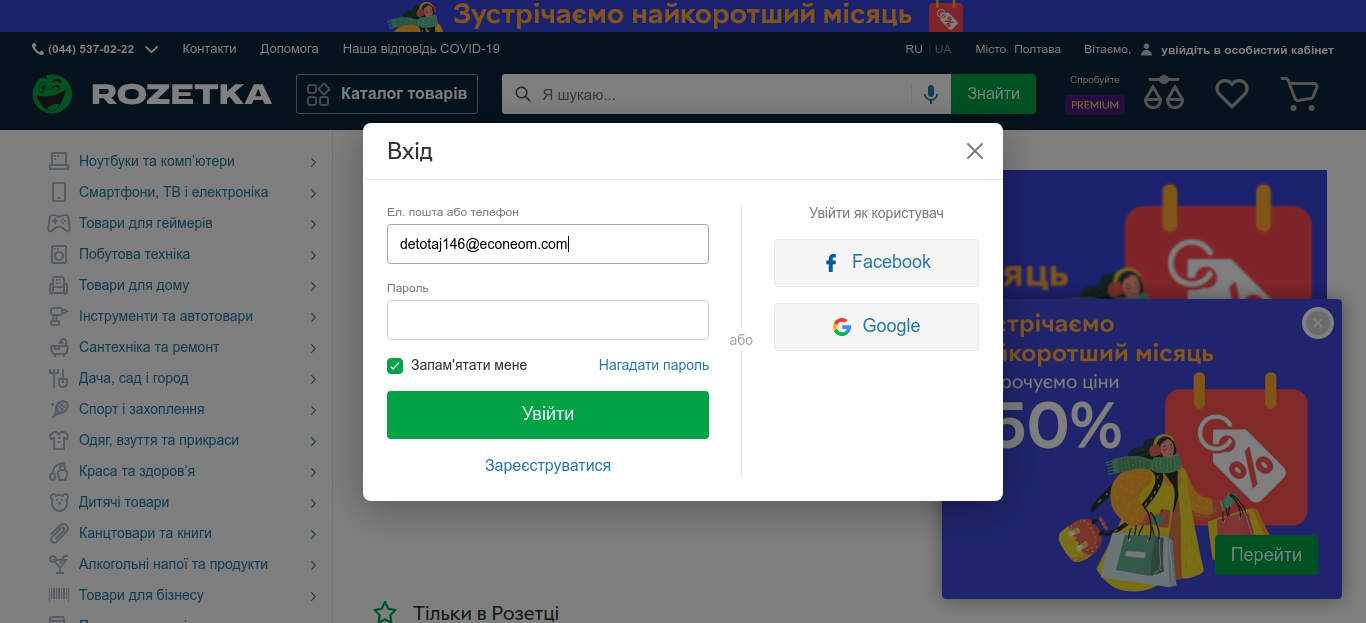 Зустрічаємо найкоротший місяць
(044) 537-02-22 Контакти Допомога Наша відповідь COVID-19 RU UA Місто Полтава Вітаємо, увійдіть в особистий кабінет
ROZETKA Каталог товарів Я шукаю... Знайти Спробуйте PREMIUM
Вхід
Ел. пошта або телефон
detotaj146@econeom.com
Пароль
Запам'ятати мене Нагадати пароль
Увійти
Зареєструватися
або
Увійти як користувач
Facebook
Google
Ноутбуки та комп'ютери
Смартфони, ТВ і електроніка
Товари для геймерів
Побутова техніка
Товари для дому
Інструменти та автотовари
Сантехніка та ремонт
Дача, сад і город
Спорт і захоплення
Одяг, взуття та прикраси
Краса та здоров'я
Дитячі товари
Канцтовари та книги
Алкогольні напої та продукти
Товари для бізнесу
сяць
стрічаємо
йкоротший місяць
рочуємо ціни
50%
Перейти
Тільки в Розетці